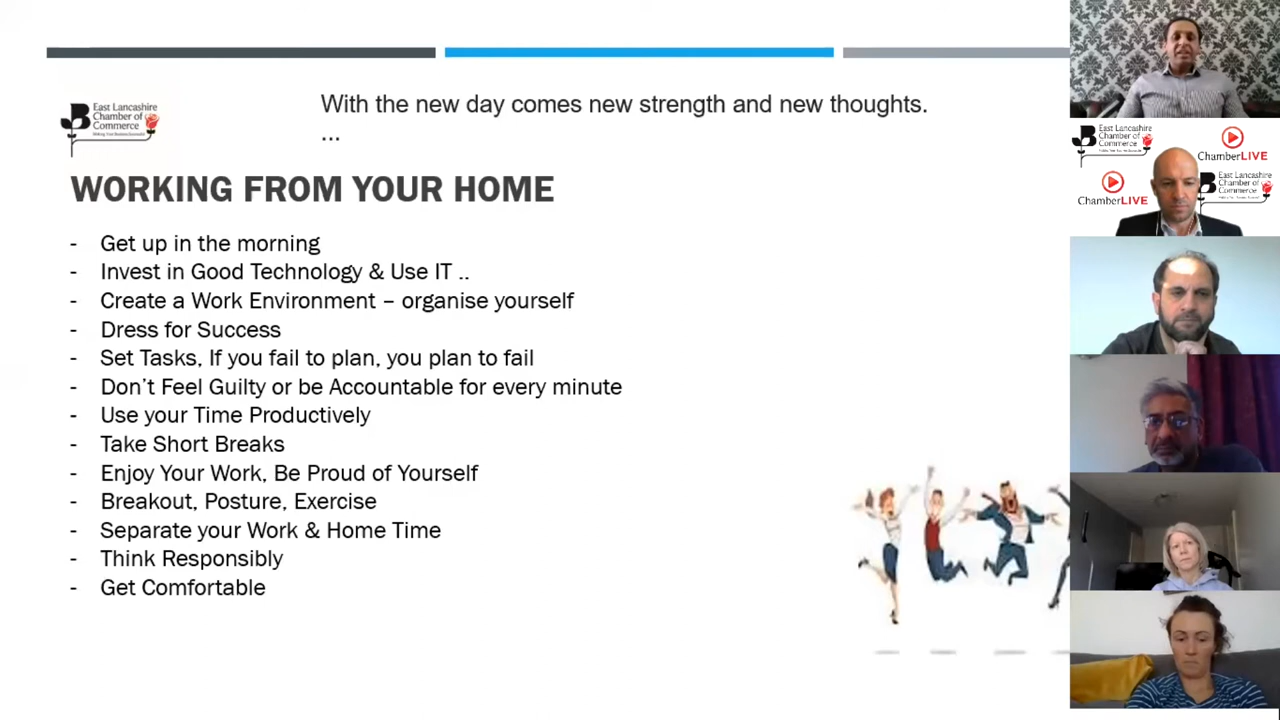 East Lancashire
Chamber of
Commerce
With the new day comes new strength and new thoughts.
...
WORKING FROM YOUR HOME
- Get up in the morning
- Invest in Good Technology & Use IT ..
- Create a Work Environment – organise yourself
- Dress for Success
- Set Tasks, If you fail to plan, you plan to fail
- Don't Feel Guilty or be Accountable for every minute
- Use your Time Productively
- Take Short Breaks
- Enjoy Your Work, Be Proud of Yourself
- Breakout, Posture, Exercise
- Separate your Work & Home Time
- Think Responsibly
- Get Comfortable
East Lancashire
Chamber of
Commerce
ChamberLIVE
ChamberLIVE
East Lancashire
Chamber of
Commerce